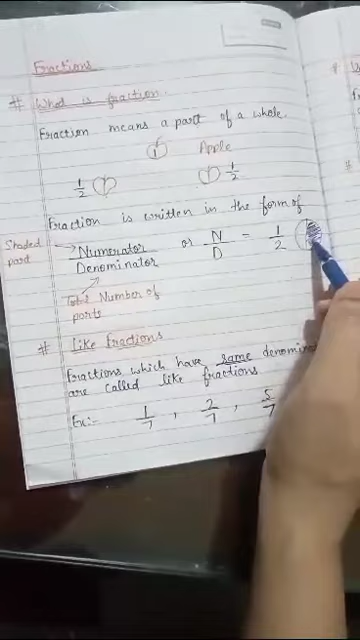 Fractions
# What is fraction.
Fraction means a part of a whole.
1 Apple
1/2 1/2
Fraction is written in the form of
Shaded part
Numerator or N = 1
Denominator D 2
Total Number of
parts
# Like Fractions
Fractions which have same denomin
are called like fractions
Ex:- 1/7 , 2/7 , 5/7